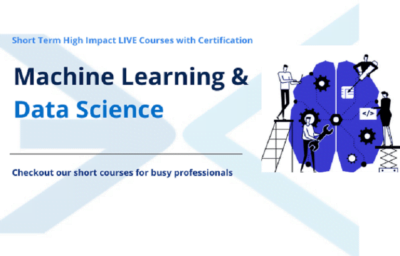 Short Term High Impact LIVE Courses with Certification
Machine Learning &
Data Science
</>
Checkout our short courses for busy professionals